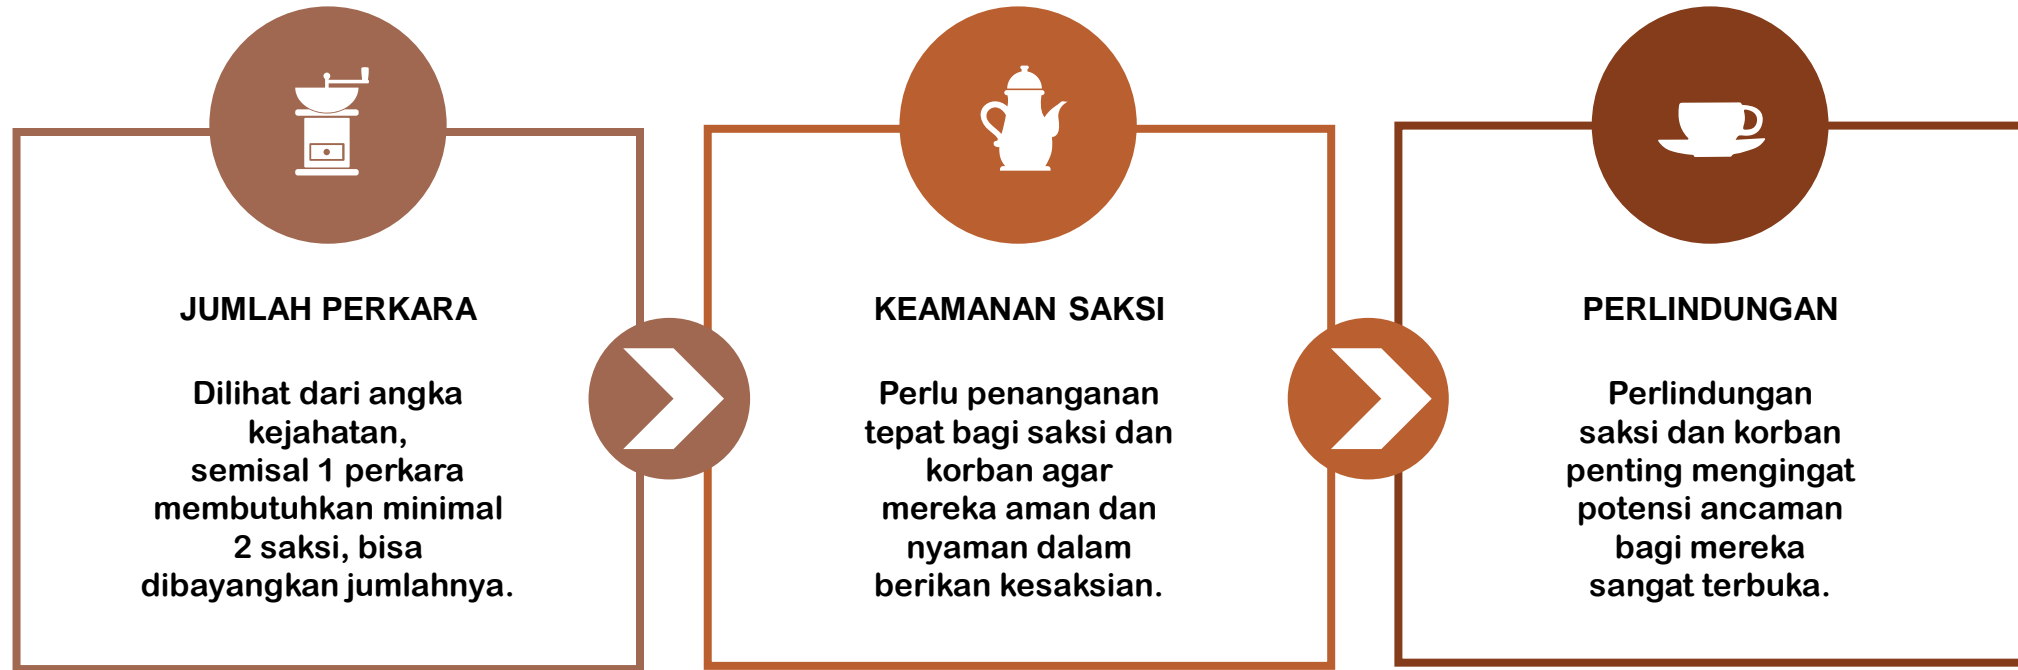 JUMLAH PERKARA
Dilihat dari angka
kejahatan,
semisal 1 perkara
membutuhkan minimal
2 saksi, bisa
dibayangkan jumlahnya.
KEAMANAN SAKSI
Perlu penanganan
tepat bagi saksi dan
korban agar
mereka aman dan
nyaman dalam
berikan kesaksian.
PERLINDUNGAN
Perlindungan
saksi dan korban
penting mengingat
potensi ancaman
bagi mereka
sangat terbuka.